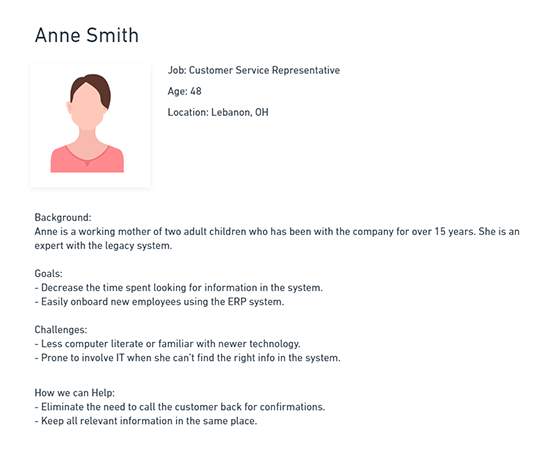 Anne Smith
Job: Customer Service Representative
Age: 48
Location: Lebanon, OH
Background:
Anne is a working mother of two adult children who has been with the company for over 15 years. She is an
expert with the legacy system.
Goals:
- Decrease the time spent looking for information in the system.
- Easily onboard new employees using the ERP system.
Challenges:
- Less computer literate or familiar with newer technology.
- Prone to involve IT when she can’t find the right info in the system.
How we can Help:
- Eliminate the need to call the customer back for confirmations.
- Keep all relevant information in the same place.